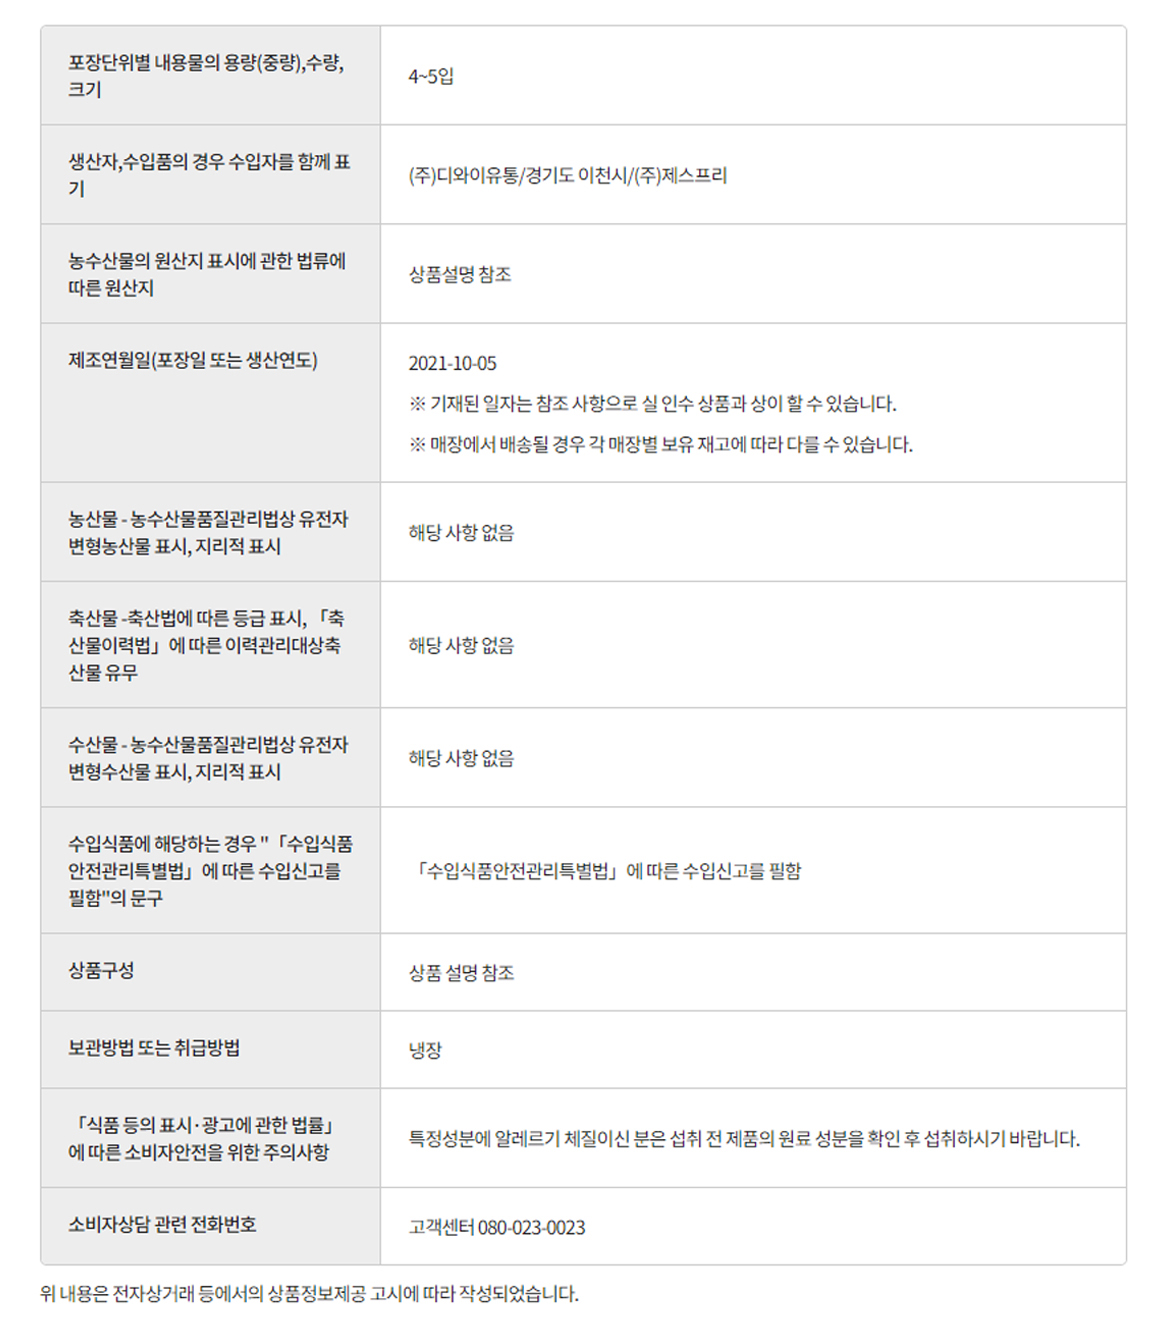 포장단위별 내용물의 용량(중량),수량,
크기
4~5입
생산자,수입품의 경우 수입자를 함께 표
기
(주)디와이유통/경기도 이천시/(주)제스프리
농수산물의 원산지 표시에 관한 법류에
따른 원산지
상품설명 참조
제조연월일(포장일 또는 생산연도)
2021-10-05
※ 기재된 일자는 참조 사항으로 실 인수 상품과 상이 할 수 있습니다.
※ 매장에서 배송될 경우 각 매장별 보유 재고에 따라 다를 수 있습니다.
농산물 - 농수산물품질관리법상 유전자
변형농산물 표시, 지리적 표시
해당 사항 없음
축산물 -축산법에 따른 등급 표시, 「축
산물이력법」에 따른 이력관리대상축
산물 유무
해당 사항 없음
수산물 - 농수산물품질관리법상 유전자
변형수산물 표시, 지리적 표시
해당 사항 없음
수입식품에 해당하는 경우 "「수입식품
안전관리특별법」에 따른 수입신고를
필함"의 문구
「수입식품안전관리특별법」에 따른 수입신고를 필함
상품구성
상품 설명 참조
보관방법 또는 취급방법
냉장
「식품 등의 표시·광고에 관한 법률」
에 따른 소비자안전을 위한 주의사항
특정성분에 알레르기 체질이신 분은 섭취 전 제품의 원료 성분을 확인 후 섭취하시기 바랍니다.
소비자상담 관련 전화번호
고객센터 080-023-0023
위 내용은 전자상거래 등에서의 상품정보제공 고시에 따라 작성되었습니다.